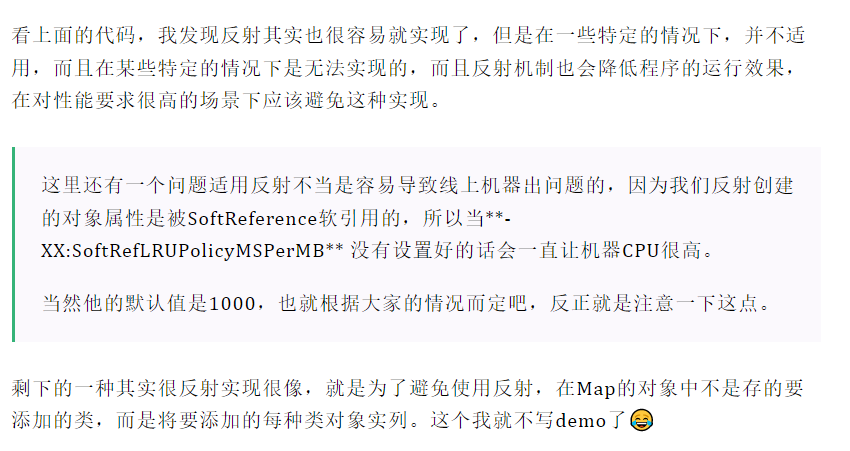 看上面的代码，我发现反射其实也很容易就实现了，但是在一些特定的情况下，并不适
用，而且在某些特定的情况下是无法实现的，而且反射机制也会降低程序的运行效果，
在对性能要求很高的场景下应该避免这种实现。
这里还有一个问题适用反射不当是容易导致线上机器出问题的，因为我们反射创建
的对象属性是被SoftReference软引用的，所以当**-
XX:SoftRefLRUPolicyMSPerMB** 没有设置好的话会一直让机器CPU很高。
当然他的默认值是1000，也就根据大家的情况而定吧，反正就是注意一下这点。
剩下的一种其实很反射实现很像，就是为了避免使用反射，在Map的对象中不是存的要
添加的类，而是将要添加的每种类对象实列。这个我就不写demo了😂